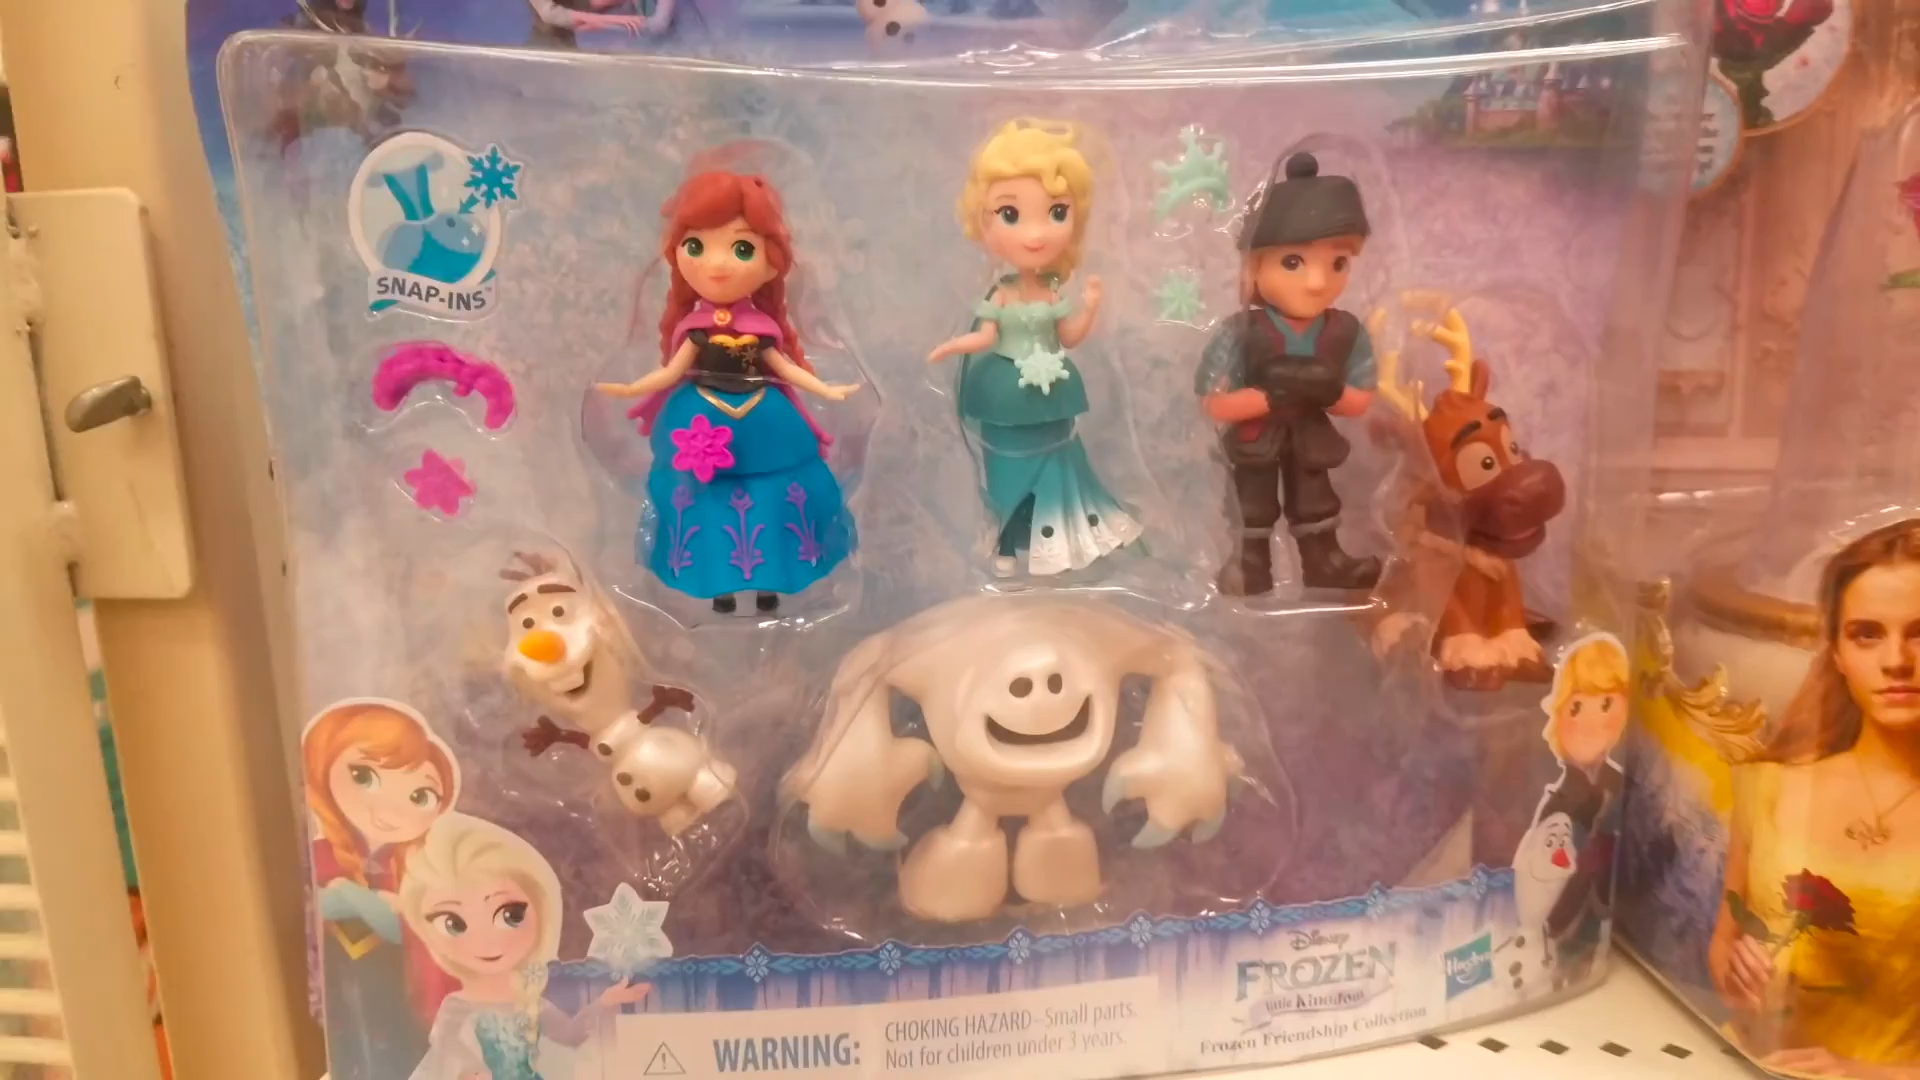 SNAP-INS™
Disney
FROZEN
little Kingdom
Frozen Friendship Collection
Hasbro
WARNING:
CHOKING HAZARD–Small parts.
Not for children under 3 years.